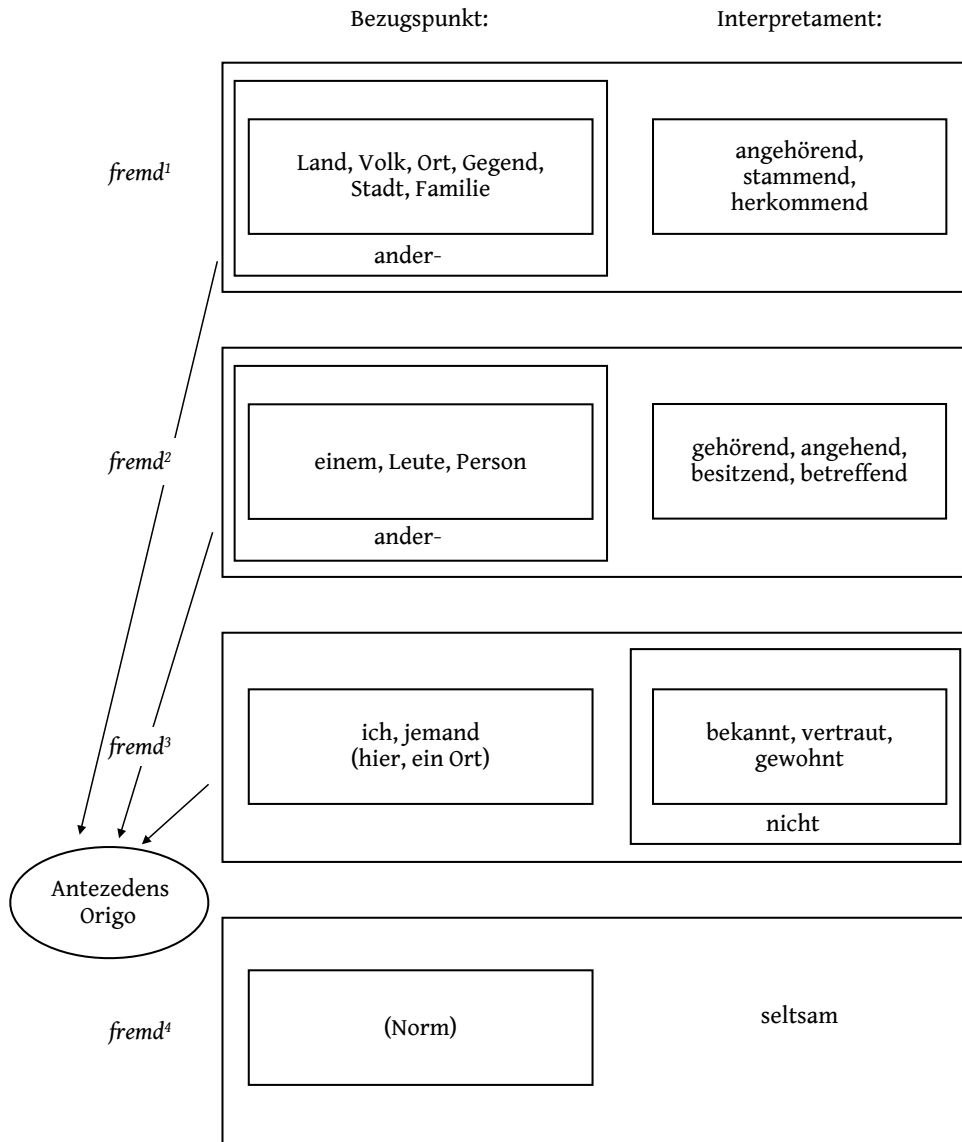 Bezugspunkt: Interpretament:
fremd¹
Land, Volk, Ort, Gegend,
Stadt, Familie
ander-
angehörend,
stammend,
herkommend
fremd²
einem, Leute, Person
ander-
gehörend, angehend,
besitzend, betreffend
fremd³
ich, jemand
(hier, ein Ort)
bekannt, vertraut,
gewohnt
nicht
Antezedens
Origo
fremd⁴
(Norm)
seltsam